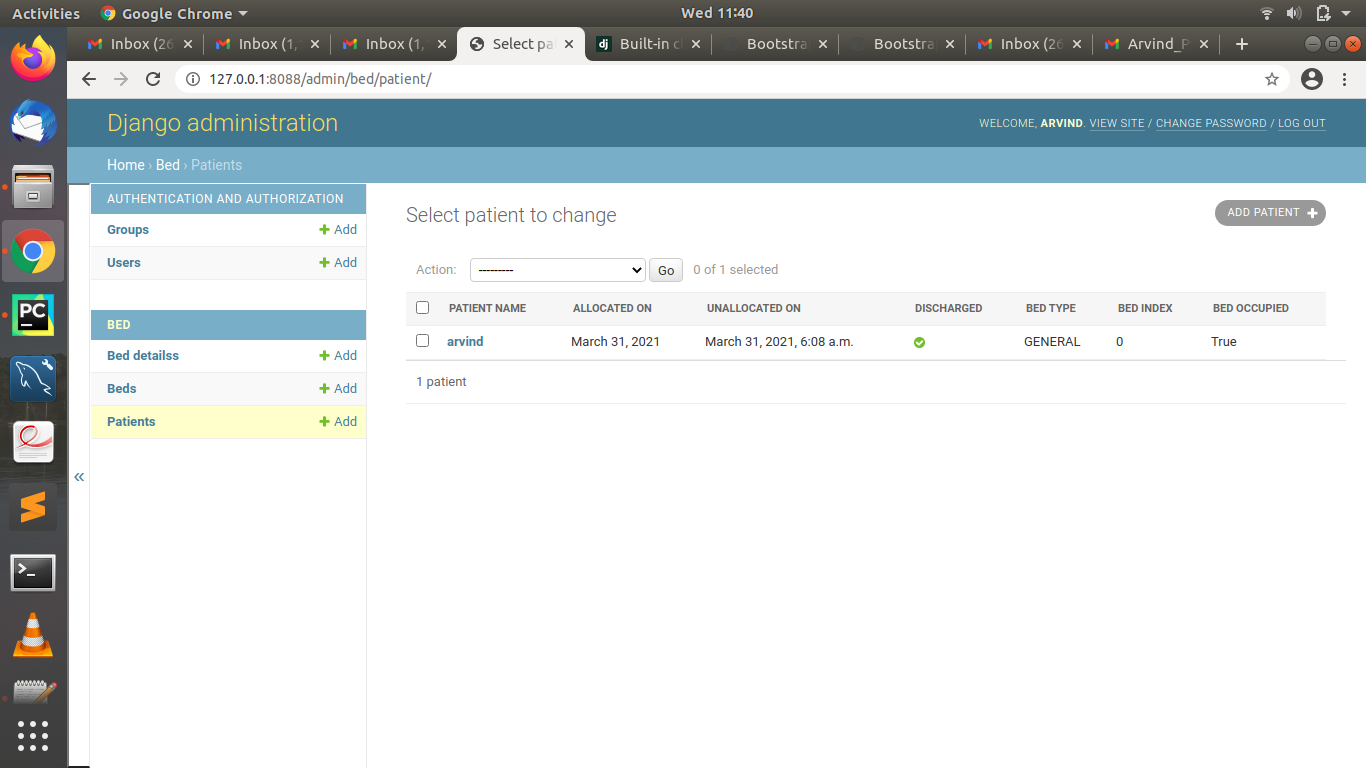 Activities Google Chrome Wed 11:40
Inbox (26 Inbox (1, Inbox (1, Select pa Built-in c Bootstra Bootstra Inbox (26 Arvind_P
127.0.0.1:8088/admin/bed/patient/
Django administration
WELCOME, ARVIND. VIEW SITE / CHANGE PASSWORD / LOG OUT
Home › Bed › Patients
AUTHENTICATION AND AUTHORIZATION
Groups Add
Users Add
BED
Bed detailss Add
Beds Add
Patients Add
«
Select patient to change
ADD PATIENT
Action: --------- Go 0 of 1 selected
PATIENT NAME ALLOCATED ON UNALLOCATED ON DISCHARGED BED TYPE BED INDEX BED OCCUPIED
arvind March 31, 2021 March 31, 2021, 6:08 a.m. GENERAL 0 True
1 patient
PC